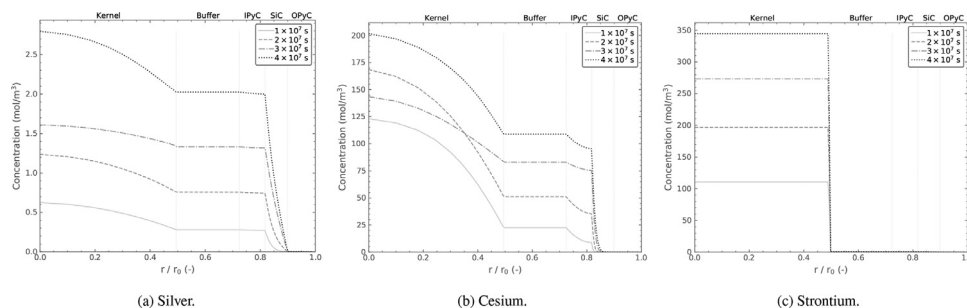 Kernel Buffer IPyC SiC OPyC
1 × 10⁷ s
2 × 10⁷ s
3 × 10⁷ s
4 × 10⁷ s
2.5
2.0
1.5
1.0
0.5
0.0
Concentration (mol/m³)
0.0 0.2 0.4 0.6 0.8 1.0
r / r₀ (-)
(a) Silver.
Kernel Buffer IPyC SiC OPyC
1 × 10⁷ s
2 × 10⁷ s
3 × 10⁷ s
4 × 10⁷ s
200
175
150
125
100
75
50
25
0
Concentration (mol/m³)
0.0 0.2 0.4 0.6 0.8 1.0
r / r₀ (-)
(b) Cesium.
Kernel Buffer IPyC SiC OPyC
1 × 10⁷ s
2 × 10⁷ s
3 × 10⁷ s
4 × 10⁷ s
350
300
250
200
150
100
50
0
Concentration (mol/m³)
0.0 0.2 0.4 0.6 0.8 1.0
r / r₀ (-)
(c) Strontium.